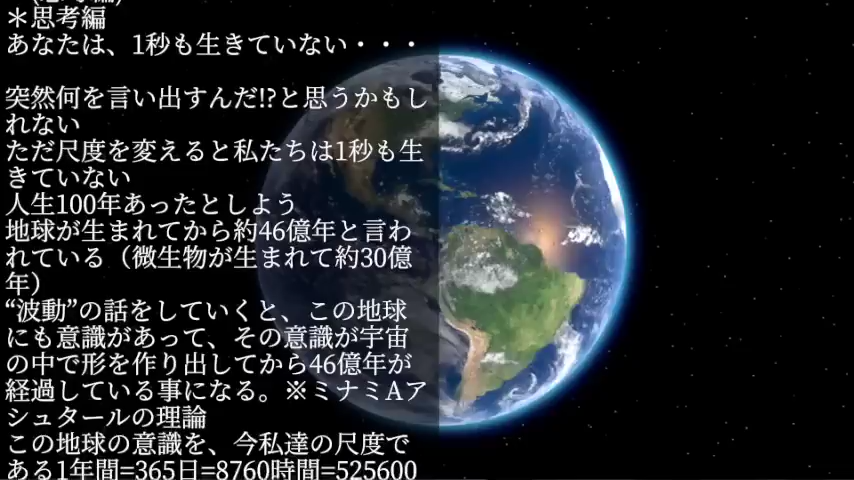 ＊思考編
あなたは、1秒も生きていない・・・
突然何を言い出すんだ!?と思うかもし
れない
ただ尺度を変えると私たちは1秒も生
きていない
人生100年あったとしよう
地球が生まれてから約46億年と言わ
れている（微生物が生まれて約30億
年）
“波動”の話をしていくと、この地球
にも意識があって、その意識が宇宙
の中で形を作り出してから46億年が
経過している事になる。※ミナミAア
シュタールの理論
この地球の意識を、今私達の尺度で
ある1年間=365日=8760時間=525600